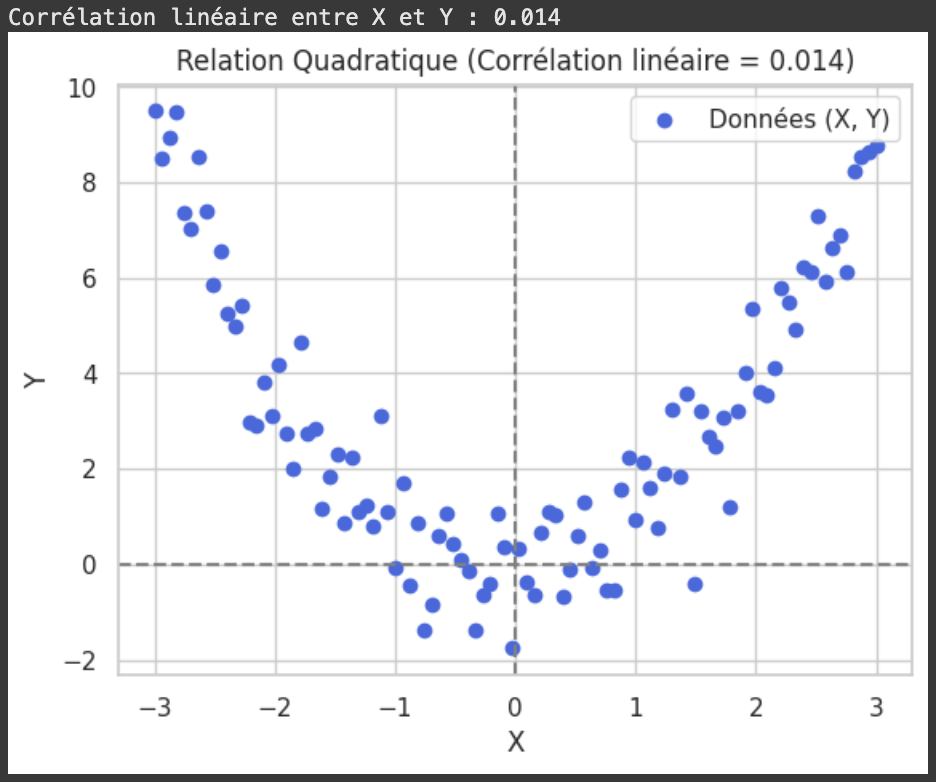 Corrélation linéaire entre X et Y : 0.014
Relation Quadratique (Corrélation linéaire = 0.014)
Données (X, Y)
10
8
6
4
2
0
−2
Y
−3 −2 −1 0 1 2 3
X